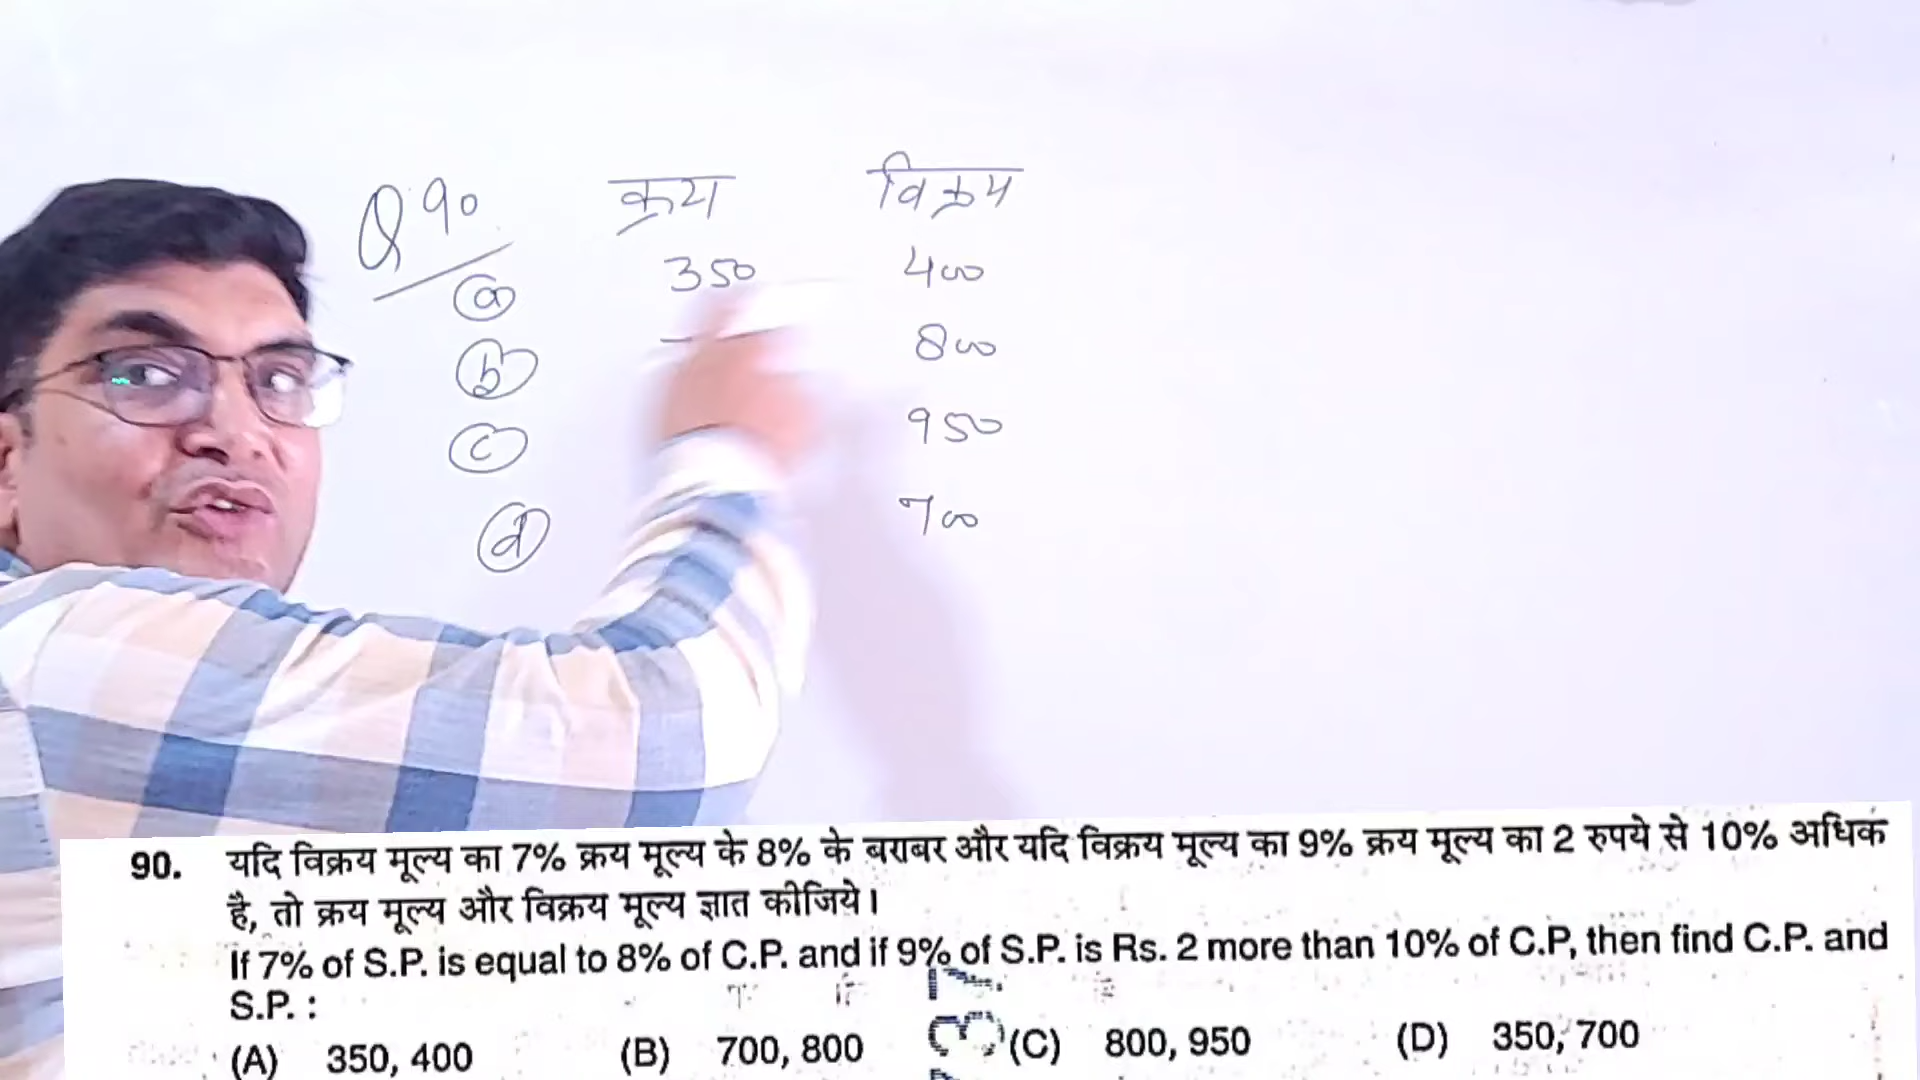 Q 90 क्रय विक्रय
(a) 350 400
(b) 800
(c) 950
(d) 700
90. यदि विक्रय मूल्य का 7% क्रय मूल्य के 8% के बराबर और यदि विक्रय मूल्य का 9% क्रय मूल्य का 2 रुपये से 10% अधिक
है, तो क्रय मूल्य और विक्रय मूल्य ज्ञात कीजिये।
If 7% of S.P. is equal to 8% of C.P. and if 9% of S.P. is Rs. 2 more than 10% of C.P, then find C.P. and
S.P. :
(A) 350, 400 (B) 700, 800 (C) 800, 950 (D) 350, 700